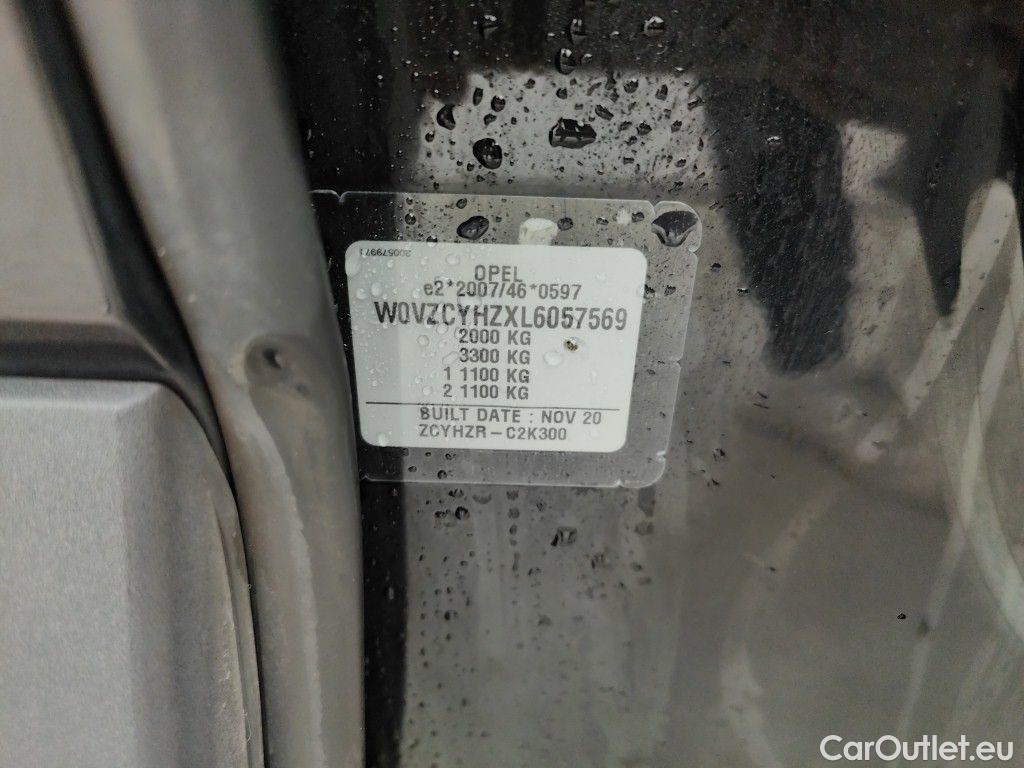 200579971
OPEL
e2*2007/46*0597
W0VZCYHZXL6057569
2000 KG
3300 KG
1 1100 KG
2 1100 KG
BUILT DATE : NOV 20
ZCYHZR-C2K300
CarOutlet.eu